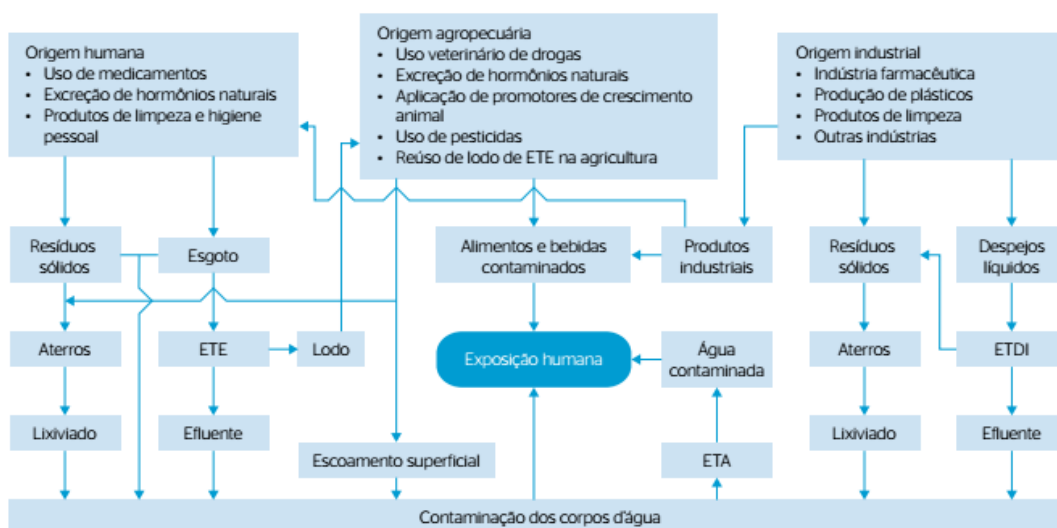 Origem humana
• Uso de medicamentos
• Excreção de hormônios naturais
• Produtos de limpeza e higiene
pessoal
Origem agropecuária
• Uso veterinário de drogas
• Excreção de hormônios naturais
• Aplicação de promotores de crescimento
animal
• Uso de pesticidas
• Reúso de lodo de ETE na agricultura
Origem industrial
• Indústria farmacêutica
• Produção de plásticos
• Produtos de limpeza
• Outras indústrias
Resíduos
sólidos
Esgoto
Alimentos e bebidas
contaminados
Produtos
industriais
Resíduos
sólidos
Despejos
líquidos
Aterros
ETE
Lodo
Exposição humana
Água
contaminada
Aterros
ETDI
Lixiviado
Efluente
Escoamento superficial
ETA
Lixiviado
Efluente
Contaminação dos corpos d'água